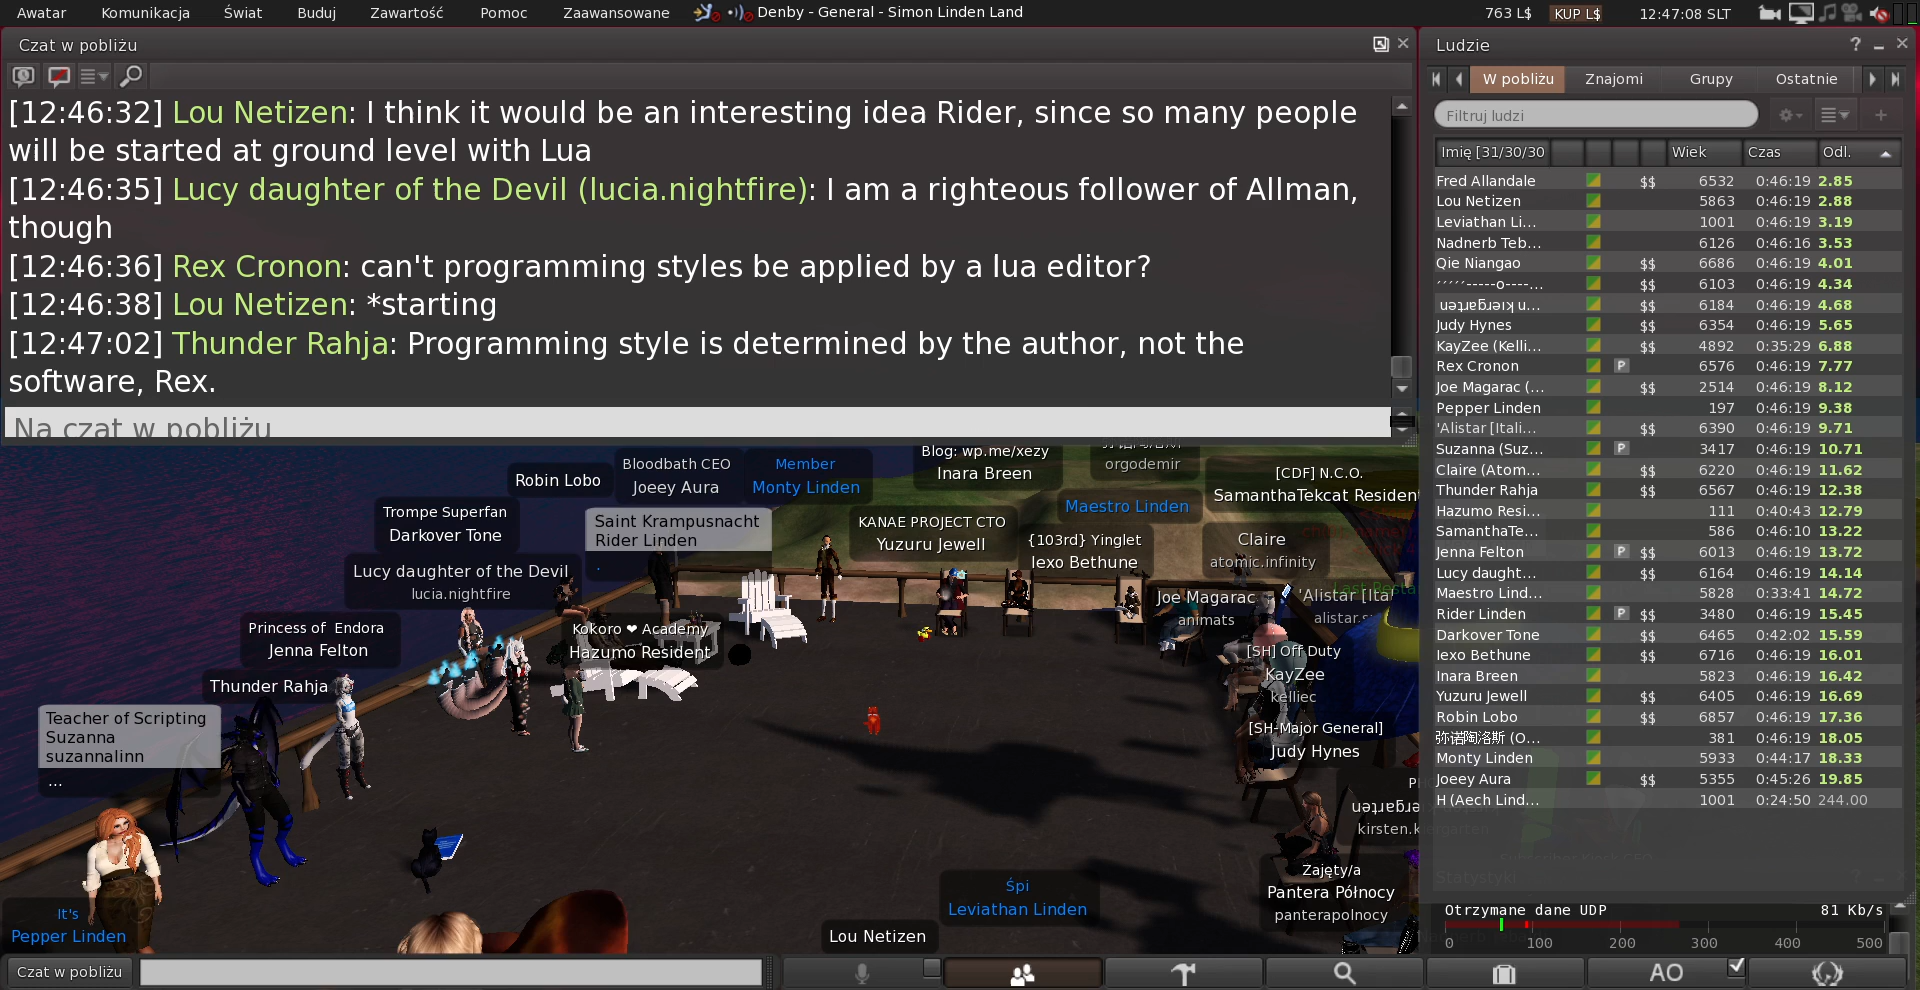 Awatar Komunikacja Świat Buduj Zawartość Pomoc Zaawansowane Denby - General - Simon Linden Land 763 L$ KUP L$ 12:47:08 SLT
Czat w pobliżu
[12:46:32] Lou Netizen: I think it would be an interesting idea Rider, since so many people
will be started at ground level with Lua
[12:46:35] Lucy daughter of the Devil (lucia.nightfire): I am a righteous follower of Allman,
though
[12:46:36] Rex Cronon: can't programming styles be applied by a lua editor?
[12:46:38] Lou Netizen: *starting
[12:47:02] Thunder Rahja: Programming style is determined by the author, not the
software, Rex.
Na czat w pobliżu
Robin Lobo
Bloodbath CEO
Joeey Aura
Member
Monty Linden
Blog: wp.me/xezy
Inara Breen
orgodemir
[CDF] N.C.O.
SamanthaTekcat Resident
Maestro Linden
Trompe Superfan
Darkover Tone
Saint Krampusnacht
Rider Linden
.
KANAE PROJECT CTO
Yuzuru Jewell
{103rd} Yinglet
Iexo Bethune
Claire
atomic.infinity
Lucy daughter of the Devil
lucia.nightfire
Joe Magarac
animats
'Alistar [Ita
alistar.s
Princess of Endora
Jenna Felton
Kokoro ❤ Academy
Hazumo Resident
[SH] Off Duty
KayZee
kelliec
Thunder Rahja
Teacher of Scripting
Suzanna
suzannalinn
...
[SH-Major General]
Judy Hynes
uəʇɹɐƃɹə
kirsten.k
Zajęty/a
Pantera Północy
panterapolnocy
Śpi
Leviathan Linden
It's
Pepper Linden
Lou Netizen
Czat w pobliżu
AO
Ludzie
W pobliżu Znajomi Grupy Ostatnie
Filtruj ludzi
Imię [31/30/30 Wiek Czas Odl.
Fred Allandale $$ 6532 0:46:19 2.85
Lou Netizen 5863 0:46:19 2.88
Leviathan Li... 1001 0:46:19 3.19
Nadnerb Teb... 6126 0:46:16 3.53
Qie Niangao $$ 6686 0:46:19 4.01
-----o----... $$ 6103 0:46:19 4.34
uəʇɹɐƃɹəıʞ u... $$ 6184 0:46:19 4.68
Judy Hynes $$ 6354 0:46:19 5.65
KayZee (Kelli... $$ 4892 0:35:29 6.88
Rex Cronon P 6576 0:46:19 7.77
Joe Magarac (... $$ 2514 0:46:19 8.12
Pepper Linden 197 0:46:19 9.38
'Alistar [Itali... $$ 6390 0:46:19 9.71
Suzanna (Suz... P 3417 0:46:19 10.71
Claire (Atom... $$ 6220 0:46:19 11.62
Thunder Rahja $$ 6567 0:46:19 12.38
Hazumo Resi... 111 0:40:43 12.79
SamanthaTe... 586 0:46:10 13.22
Jenna Felton P $$ 6013 0:46:19 13.72
Lucy daught... $$ 6164 0:46:19 14.14
Maestro Lind... 5828 0:33:41 14.72
Rider Linden P $$ 3480 0:46:19 15.45
Darkover Tone $$ 6465 0:42:02 15.59
Iexo Bethune $$ 6716 0:46:19 16.01
Inara Breen 5823 0:46:19 16.42
Yuzuru Jewell $$ 6405 0:46:19 16.69
Robin Lobo $$ 6857 0:46:19 17.36
弥诺陶洛斯 (O... 381 0:46:19 18.05
Monty Linden 5933 0:44:17 18.33
Joeey Aura $$ 5355 0:45:26 19.85
H (Aech Lind... 1001 0:24:50 244.00
Statystyki
Otrzymane dane UDP 81 Kb/s
0 100 200 300 400 500